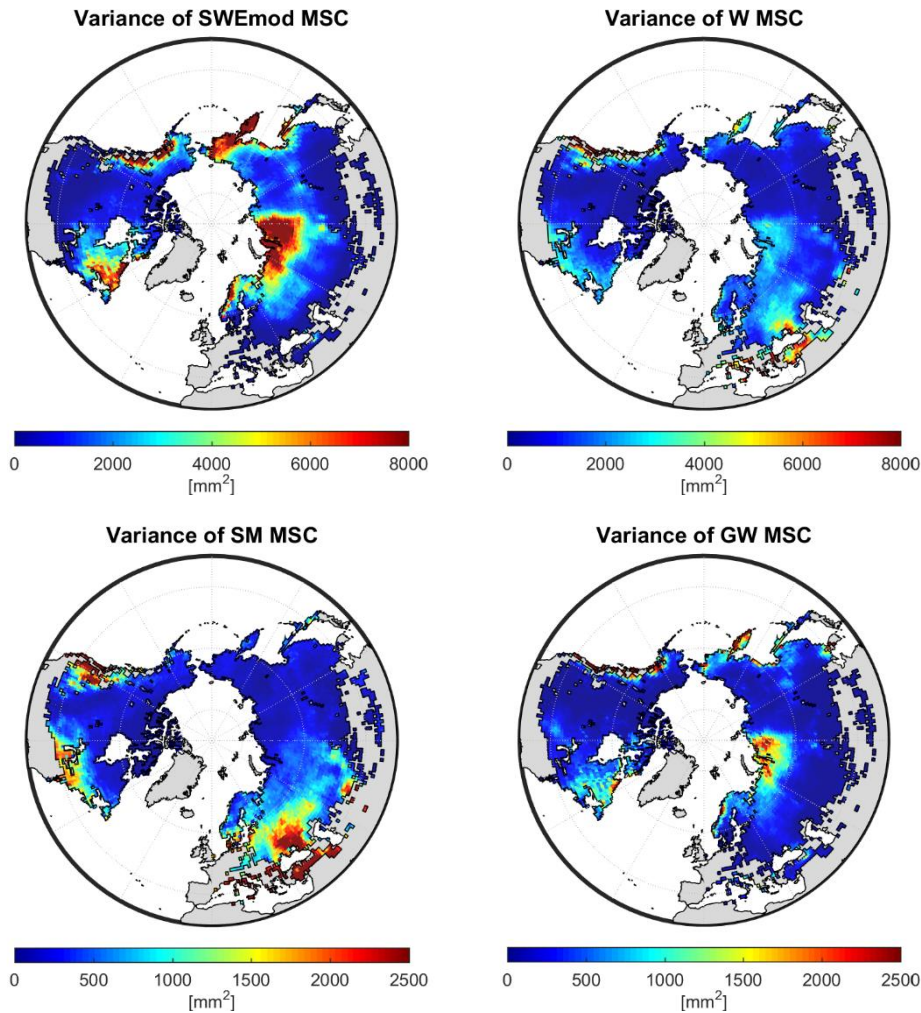 Variance of SWEmod MSC
Variance of W MSC
0 2000 4000 6000 8000
[mm²]
0 2000 4000 6000 8000
[mm²]
Variance of SM MSC
Variance of GW MSC
0 500 1000 1500 2000 2500
[mm²]
0 500 1000 1500 2000 2500
[mm²]